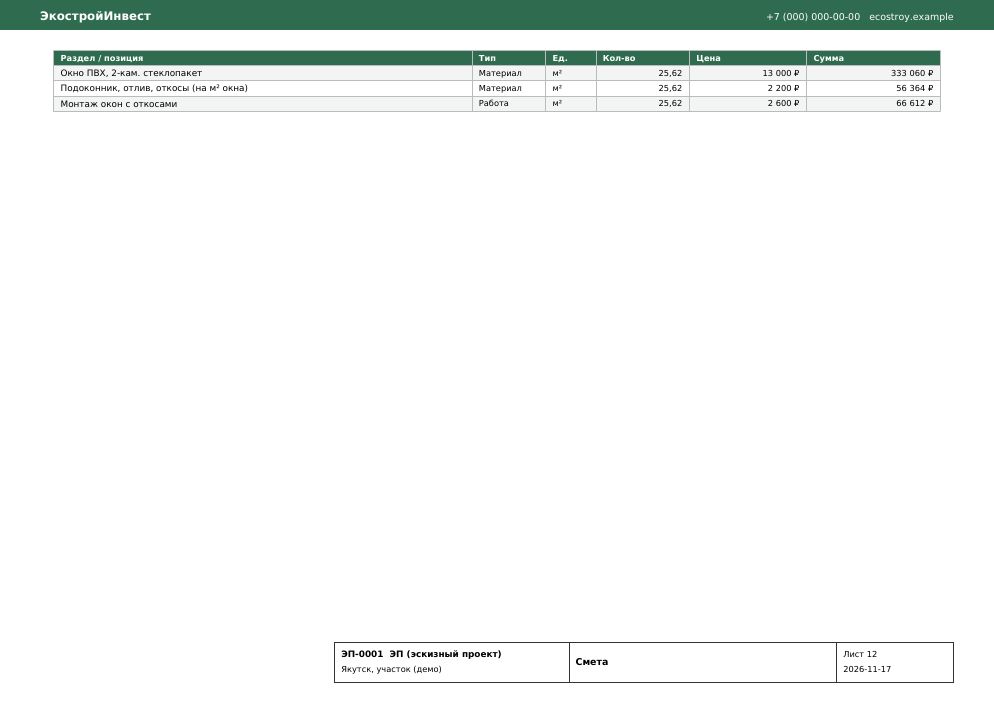 ЭкостройИнвест +7 (000) 000-00-00 ecostroy.example
Раздел / позиция Тип Ед. Кол-во Цена Сумма
Окно ПВХ, 2-кам. стеклопакет Материал м² 25,62 13 000 ₽ 333 060 ₽
Подоконник, отлив, откосы (на м² окна) Материал м² 25,62 2 200 ₽ 56 364 ₽
Монтаж окон с откосами Работа м² 25,62 2 600 ₽ 66 612 ₽
ЭП-0001 ЭП (эскизный проект)
Якутск, участок (демо)
Смета
Лист 12
2026-11-17